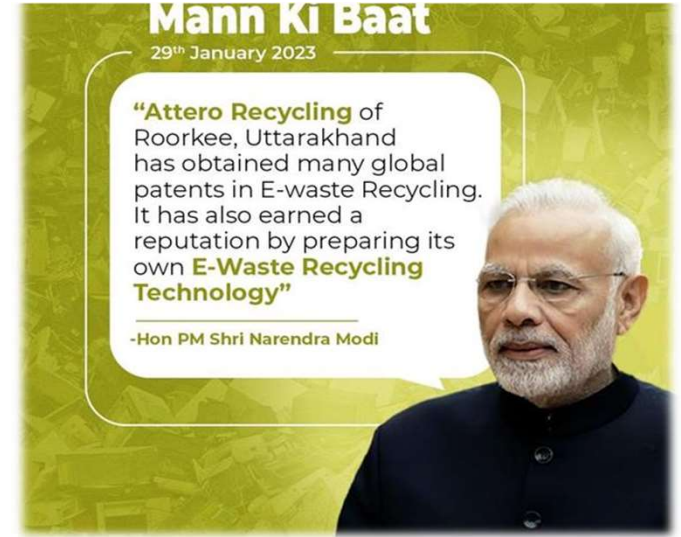 Mann Ki Baat
29th January 2023
“Attero Recycling of
Roorkee, Uttarakhand
has obtained many global
patents in E-waste Recycling.
It has also earned a
reputation by preparing its
own E-Waste Recycling
Technology”
-Hon PM Shri Narendra Modi